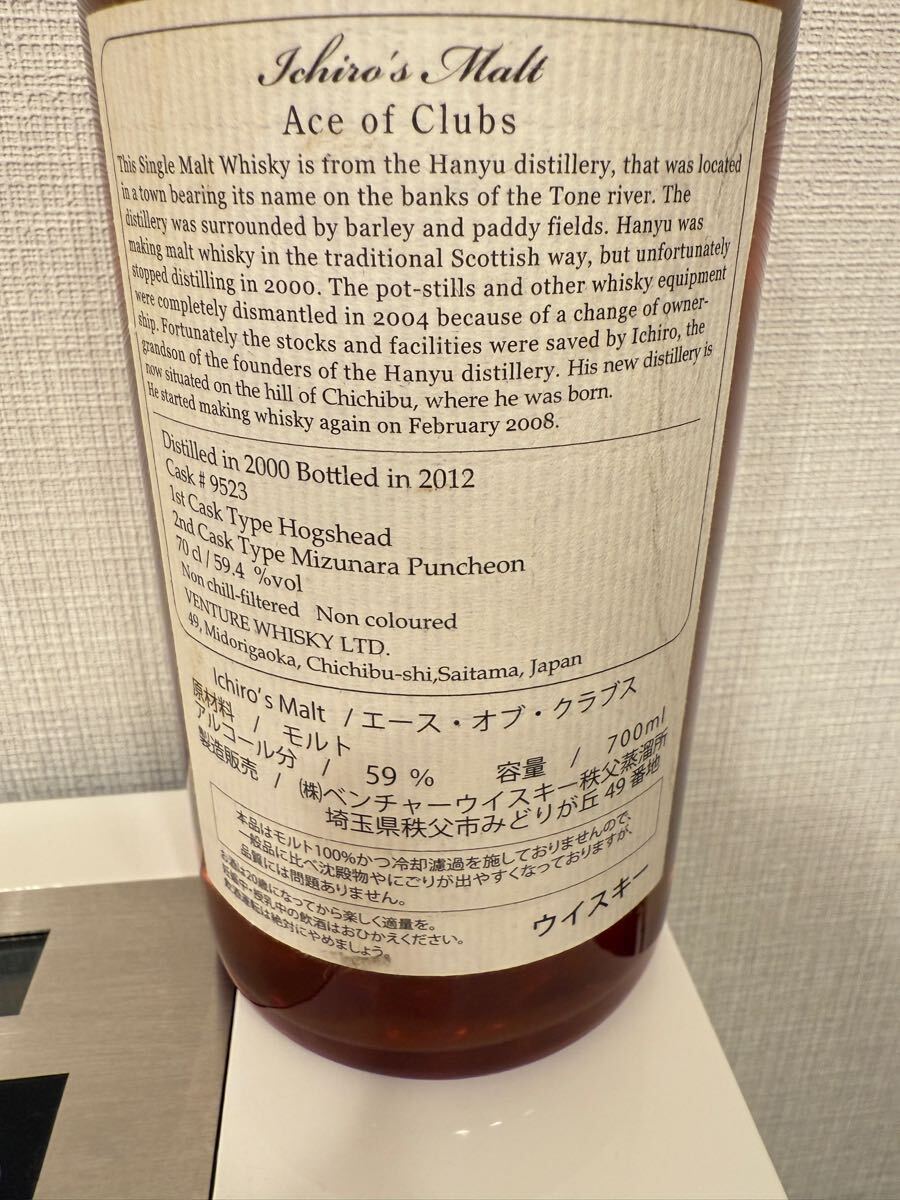 Ichiro's Malt
Ace of Clubs
This Single Malt Whisky is from the Hanyu distillery, that was located
in a town bearing its name on the banks of the Tone river. The
distillery was surrounded by barley and paddy fields. Hanyu was
making malt whisky in the traditional Scottish way, but unfortunately
stopped distilling in 2000. The pot-stills and other whisky equipment
were completely dismantled in 2004 because of a change of owner-
ship. Fortunately the stocks and facilities were saved by Ichiro, the
grandson of the founders of the Hanyu distillery. His new distillery is
now situated on the hill of Chichibu, where he was born.
He started making whisky again on February 2008.
Distilled in 2000 Bottled in 2012
Cask # 9523
1st Cask Type Hogshead
2nd Cask Type Mizunara Puncheon
70 cl / 59.4 %vol
Non chill-filtered Non coloured
VENTURE WHISKY LTD.
49, Midorigaoka, Chichibu-shi,Saitama, Japan
Ichiro's Malt / エース・オブ・クラブス
原材料 / モルト
アルコール分 / 59 % 容量 / 700ml
製造販売 / ㈱ベンチャーウイスキー秩父蒸溜所
埼玉県秩父市みどりが丘49番地
本品はモルト100%かつ冷却濾過を施しておりませんので、
一般品に比べ沈殿物やにごりが出やすくなっておりますが、
品質には問題ありません。
お酒は20歳になってから楽しく適量を。
妊娠中・授乳中の飲酒はおひかえください。
飲酒運転は絶対にやめましょう。
ウイスキー